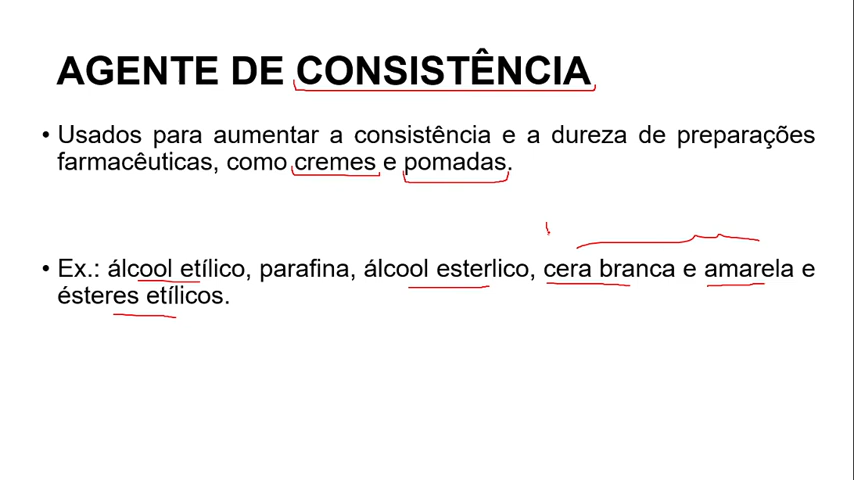 AGENTE DE CONSISTÊNCIA
• Usados para aumentar a consistência e a dureza de preparações
farmacêuticas, como cremes e pomadas.
• Ex.: álcool etílico, parafina, álcool esterlico, cera branca e amarela e
ésteres etílicos.